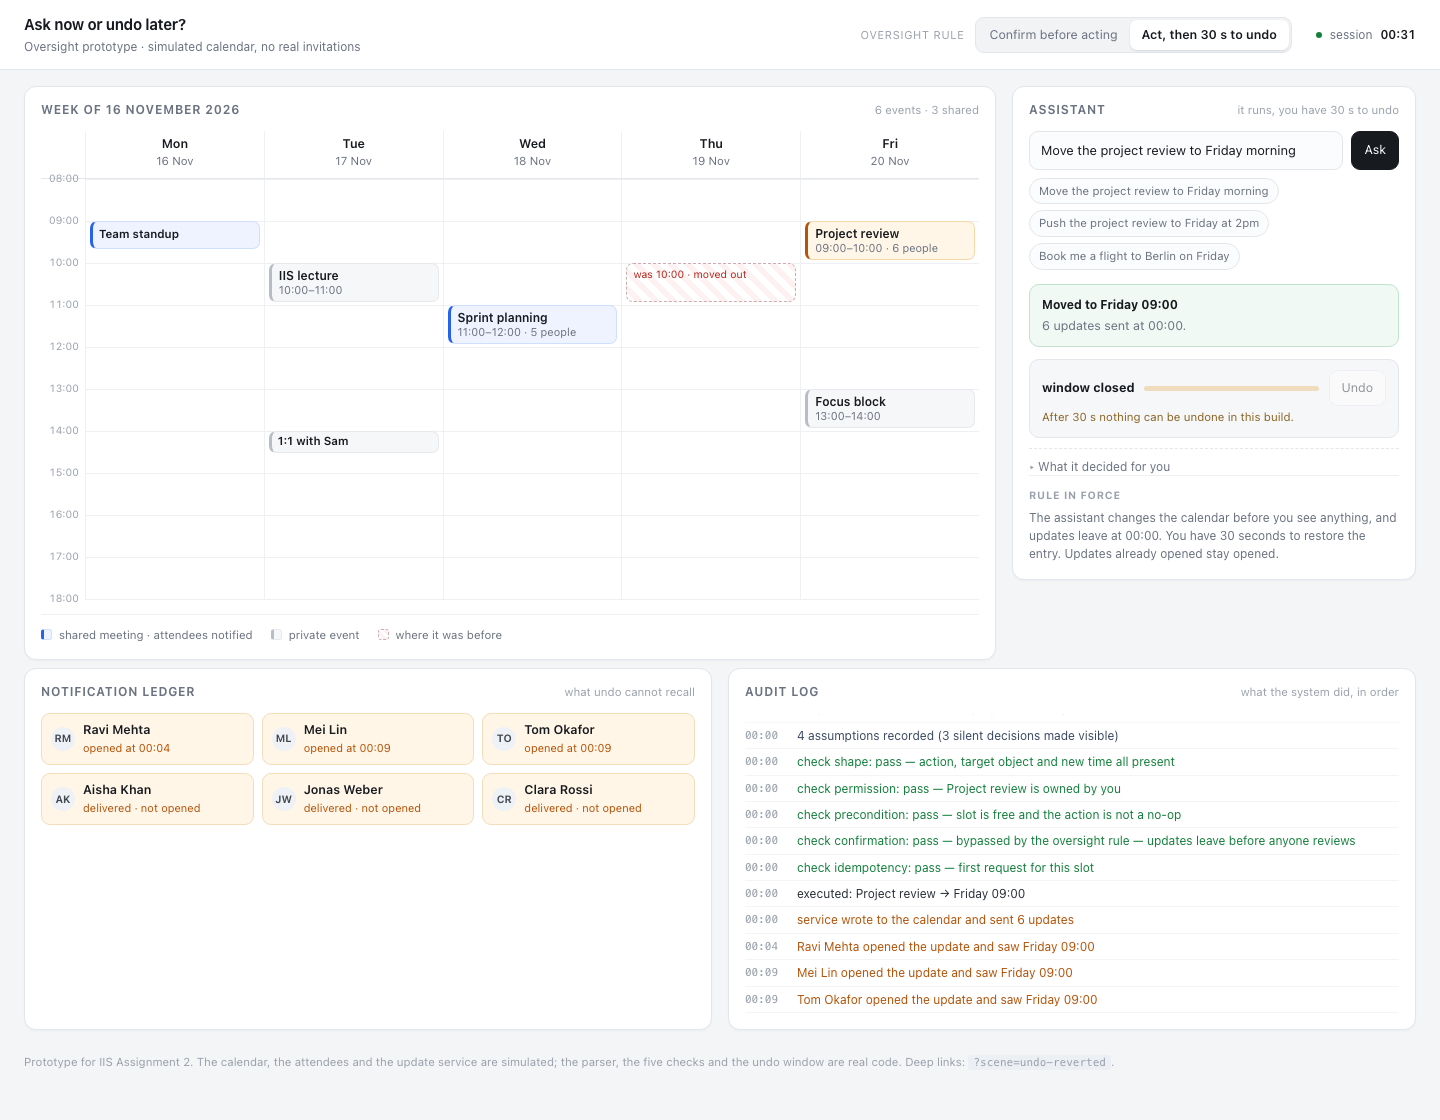 Ask now or undo later?
Oversight prototype · simulated calendar, no real invitations
OVERSIGHT RULE
Confirm before acting
Act, then 30 s to undo
session 00:31
WEEK OF 16 NOVEMBER 2026
6 events · 3 shared
Mon
16 Nov
Tue
17 Nov
Wed
18 Nov
Thu
19 Nov
Fri
20 Nov
08:00
09:00
10:00
11:00
12:00
13:00
14:00
15:00
16:00
17:00
18:00
Team standup
IIS lecture
10:00–11:00
1:1 with Sam
Sprint planning
11:00–12:00 · 5 people
was 10:00 · moved out
Project review
09:00–10:00 · 6 people
Focus block
13:00–14:00
shared meeting · attendees notified
private event
where it was before
ASSISTANT
it runs, you have 30 s to undo
Move the project review to Friday morning
Ask
Move the project review to Friday morning
Push the project review to Friday at 2pm
Book me a flight to Berlin on Friday
Moved to Friday 09:00
6 updates sent at 00:00.
window closed
Undo
After 30 s nothing can be undone in this build.
▸ What it decided for you
RULE IN FORCE
The assistant changes the calendar before you see anything, and
updates leave at 00:00. You have 30 seconds to restore the
entry. Updates already opened stay opened.
NOTIFICATION LEDGER
what undo cannot recall
RM
Ravi Mehta
opened at 00:04
ML
Mei Lin
opened at 00:09
TO
Tom Okafor
opened at 00:09
AK
Aisha Khan
delivered · not opened
JW
Jonas Weber
delivered · not opened
CR
Clara Rossi
delivered · not opened
AUDIT LOG
what the system did, in order
00:00 4 assumptions recorded (3 silent decisions made visible)
00:00 check shape: pass — action, target object and new time all present
00:00 check permission: pass — Project review is owned by you
00:00 check precondition: pass — slot is free and the action is not a no-op
00:00 check confirmation: pass — bypassed by the oversight rule — updates leave before anyone reviews
00:00 check idempotency: pass — first request for this slot
00:00 executed: Project review → Friday 09:00
00:00 service wrote to the calendar and sent 6 updates
00:04 Ravi Mehta opened the update and saw Friday 09:00
00:09 Mei Lin opened the update and saw Friday 09:00
00:09 Tom Okafor opened the update and saw Friday 09:00
Prototype for IIS Assignment 2. The calendar, the attendees and the update service are simulated; the parser, the five checks and the undo window are real code. Deep links: ?scene=undo-reverted.